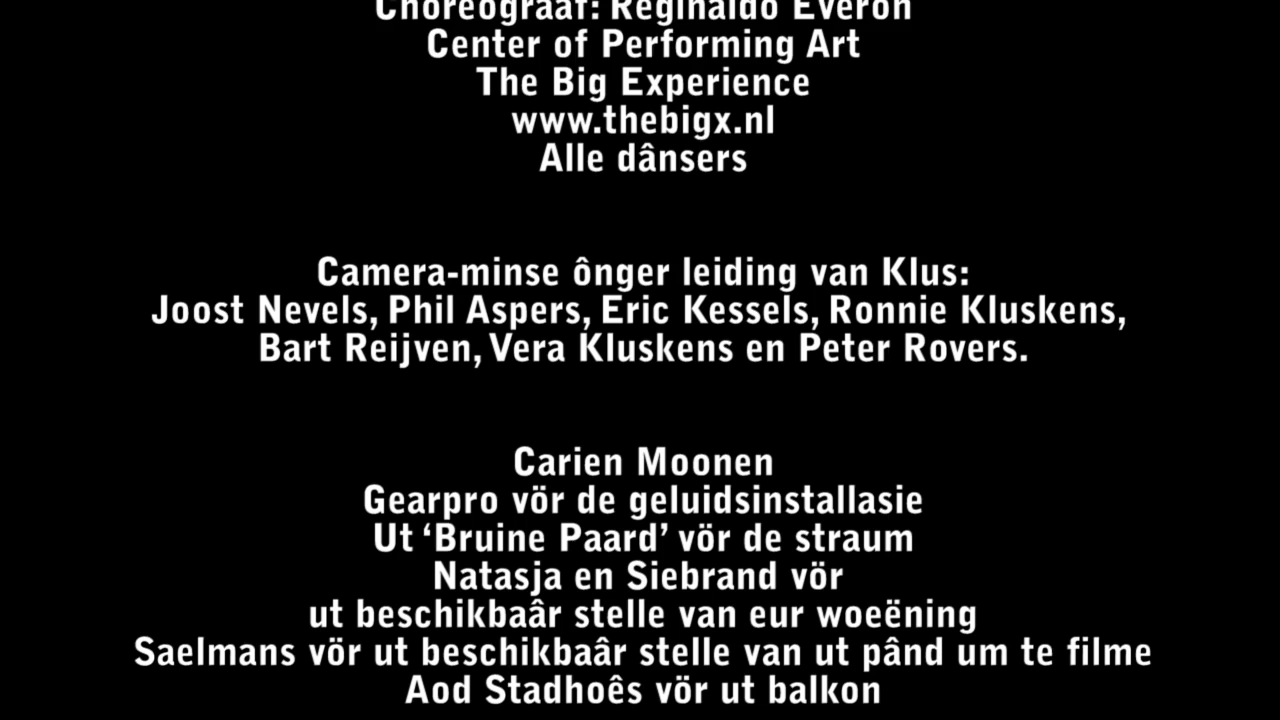 Choreograaf: Reginaldo Everon
Center of Performing Art
The Big Experience
www.thebigx.nl
Alle dânsers
Camera-minse ônger leiding van Klus:
Joost Nevels, Phil Aspers, Eric Kessels, Ronnie Kluskens,
Bart Reijven, Vera Kluskens en Peter Rovers.
Carien Moonen
Gearpro vör de geluidsinstallasie
Ut ‘Bruine Paard’ vör de straum
Natasja en Siebrand vör
ut beschikbaâr stelle van eur woeëning
Saelmans vör ut beschikbaâr stelle van ut pând um te filme
Aod Stadhoês vör ut balkon